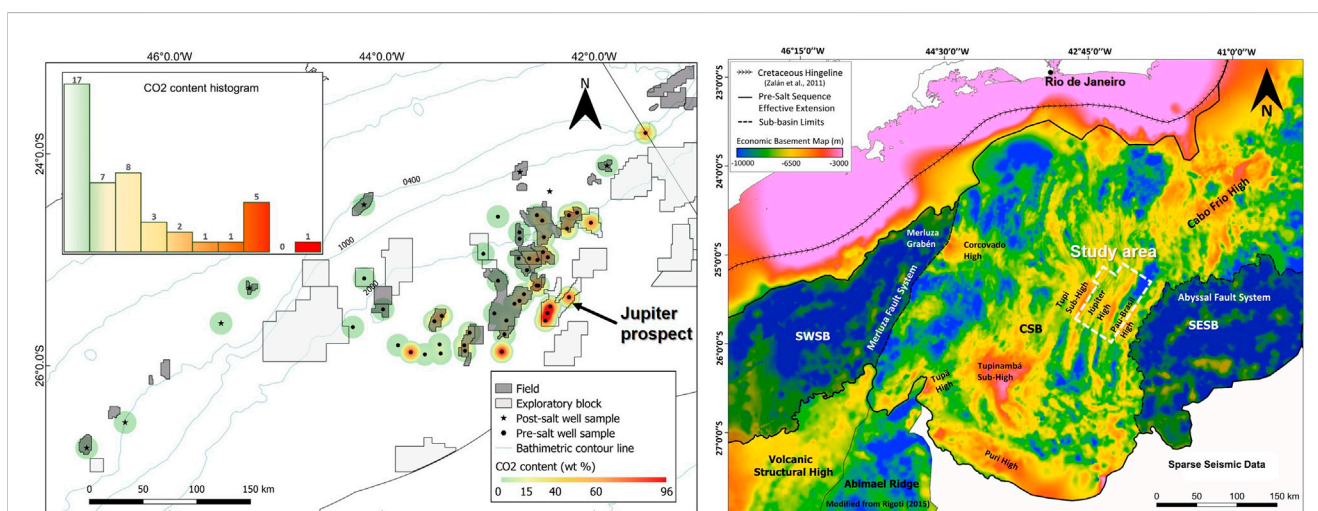 46°0.0'W
44°0.0'W
42°0.0'W
24°0.0'S
26°0.0'S
CO2 content histogram
17
7
8
3
2
1
1
5
0
1
N
0400
1000
2000
Jupiter
prospect
Field
Exploratory block
Post-salt well sample
Pre-salt well sample
Bathimetric contour line
CO2 content (wt %)
0 15 40 60 96
0 50 100 150 km
46°15'0"W
44°30'0"W
42°45'0"W
41°0'0"W
23°0'0"S
24°0'0"S
25°0'0"S
26°0'0"S
27°0'0"S
Cretaceous Hingeline
(Zalán et al., 2011)
Pre-Salt Sequence
Effective Extension
Sub-basin Limits
Economic Basement Map (m)
-10000 -6500 -3000
Rio de Janeiro
N
Cabo Frio High
Merluza
Grabén
Corcovado
High
Merluza Fault System
Study area
Tupi
Sub-High
Jupiter
High
Pau-Brasil
High
Abyssal Fault System
SWSB
CSB
SESB
Tupinambá
Sub-High
Tupã
High
Puri High
Volcanic
Structural High
Abimael Ridge
Modified from Rigoti (2015)
Sparse Seismic Data
0 50 100 150 km